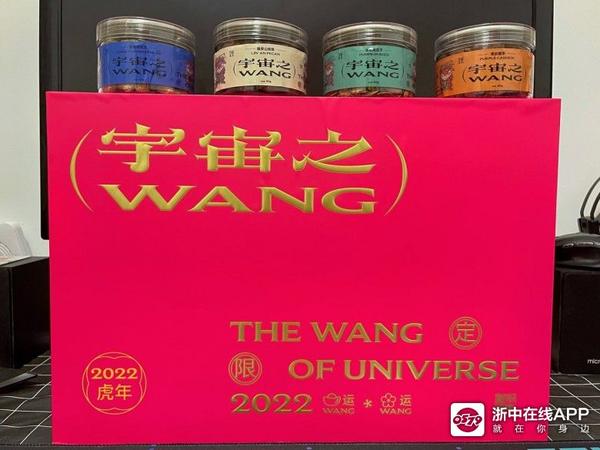 宇宙之
WANG
宇宙之
WANG
宇宙之
WANG
宇宙之
WANG
宇宙之
WANG
THE WANG 定
限 OF UNIVERSE
2022
虎年
2022 运 WANG * 运 WANG
浙中在线APP
就在你身边